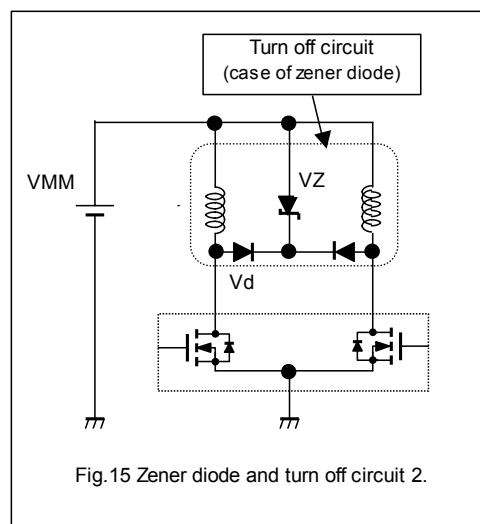 Turn off circuit
(case of zener diode)
VMM
VZ
Vd
Fig.15 Zener diode and turn off circuit 2.